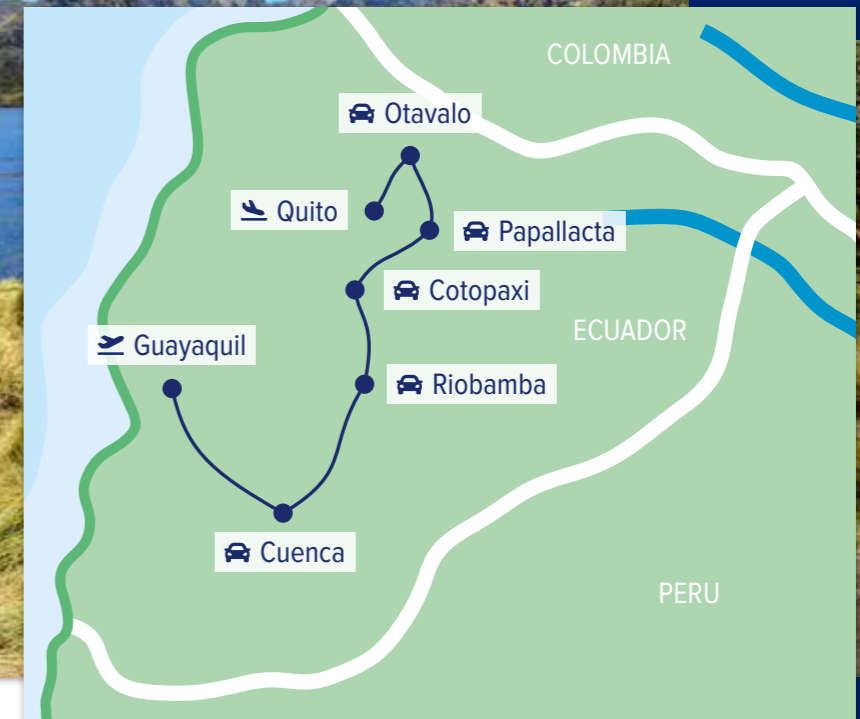 COLOMBIA
Otavalo
Quito
Papallacta
Cotopaxi
ECUADOR
Guayaquil
Riobamba
Cuenca
PERU